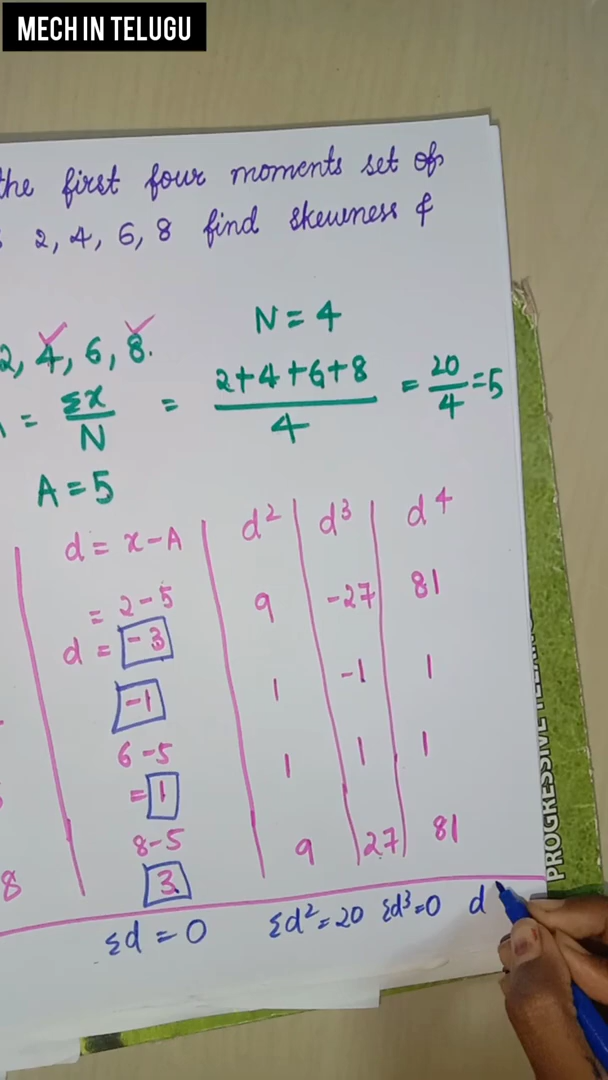 MECH IN TELUGU
the first four moments set of
2, 4, 6, 8 find skewness &
N = 4
2, 4, 6, 8.
= Σx/N = 2+4+6+8/4 = 20/4 = 5
A = 5
d = x - A d² d³ d⁴
= 2 - 5 9 -27 81
d = -3
-1 1 -1 1
6 - 5
= 1 1 1 1
8 - 5 9 27 81
8 3
Σd = 0 Σd² = 20 Σd³ = 0 d
PROGRESSIVE